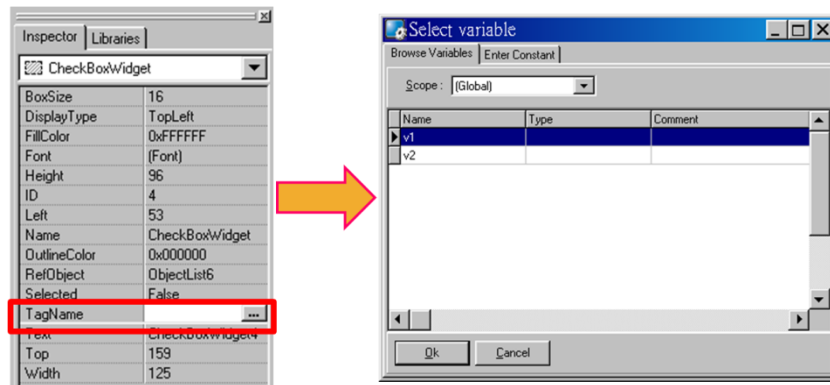 Inspector Libraries
CheckBoxWidget
BoxSize 16
DisplayType TopLeft
FillColor 0xFFFFFF
Font (Font)
Height 96
ID 4
Left 53
Name CheckBoxWidget
OutlineColor 0x000000
RefObject ObjectList6
Selected False
TagName ...
Text CheckBoxWidget4
Top 159
Width 125
Select variable
Browse Variables Enter Constant
Scope : (Global)
Name Type Comment
v1
v2
Ok Cancel